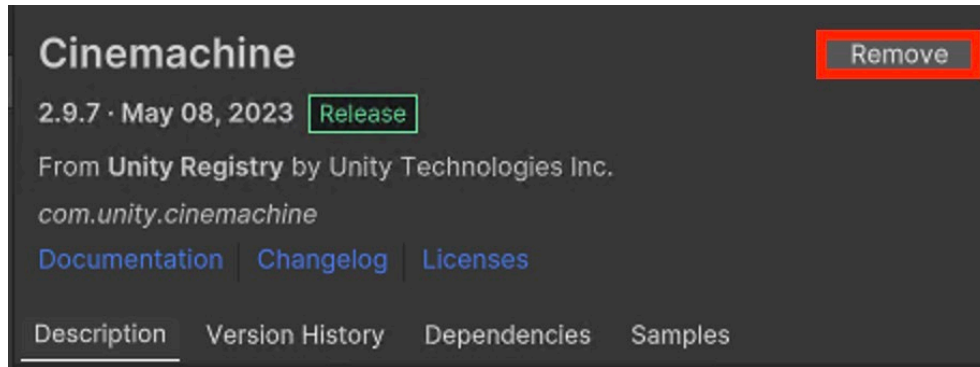 Cinemachine
Remove
2.9.7 · May 08, 2023 Release
From Unity Registry by Unity Technologies Inc.
com.unity.cinemachine
Documentation Changelog Licenses
Description Version History Dependencies Samples